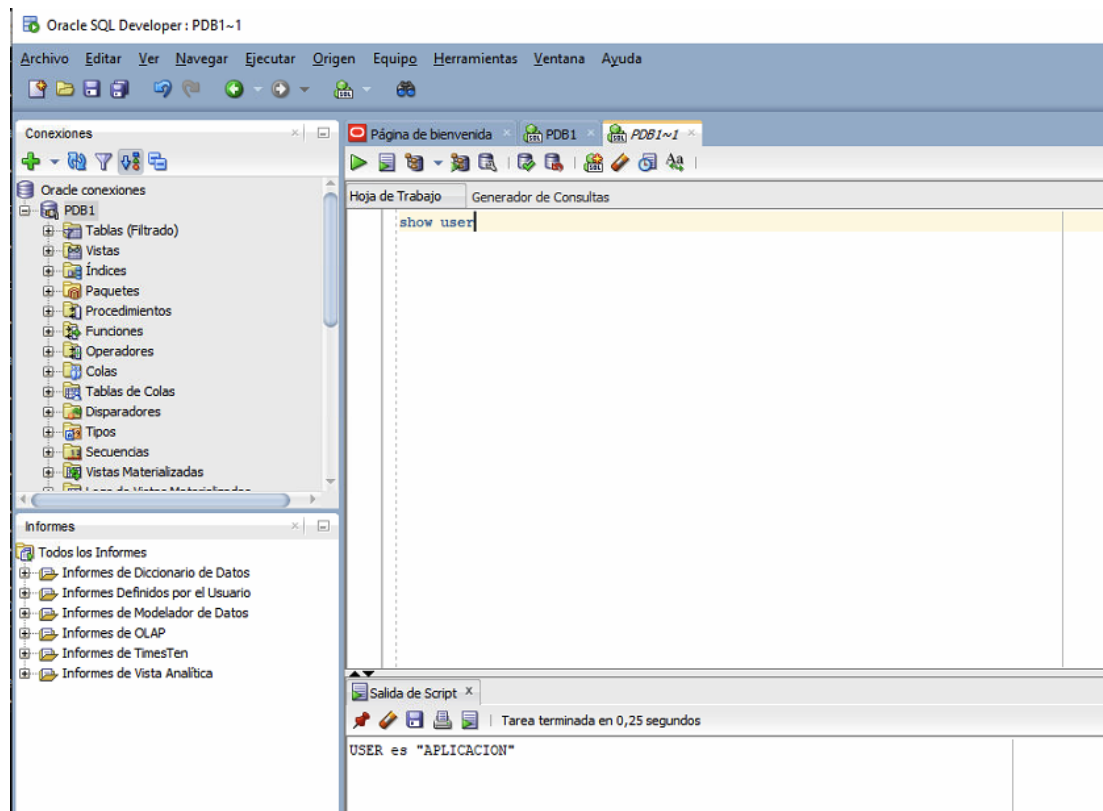 Oracle SQL Developer : PDB1~1
Archivo Editar Ver Navegar Ejecutar Origen Equipo Herramientas Ventana Ayuda
Conexiones
Oracle conexiones
PDB1
Tablas (Filtrado)
Vistas
Índices
Paquetes
Procedimientos
Funciones
Operadores
Colas
Tablas de Colas
Disparadores
Tipos
Secuencias
Vistas Materializadas
Informes
Todos los Informes
Informes de Diccionario de Datos
Informes Definidos por el Usuario
Informes de Modelador de Datos
Informes de OLAP
Informes de TimesTen
Informes de Vista Analítica
Página de bienvenida PDB1 PDB1~1
Hoja de Trabajo Generador de Consultas
show user
Salida de Script
Tarea terminada en 0,25 segundos
USER es "APLICACION"